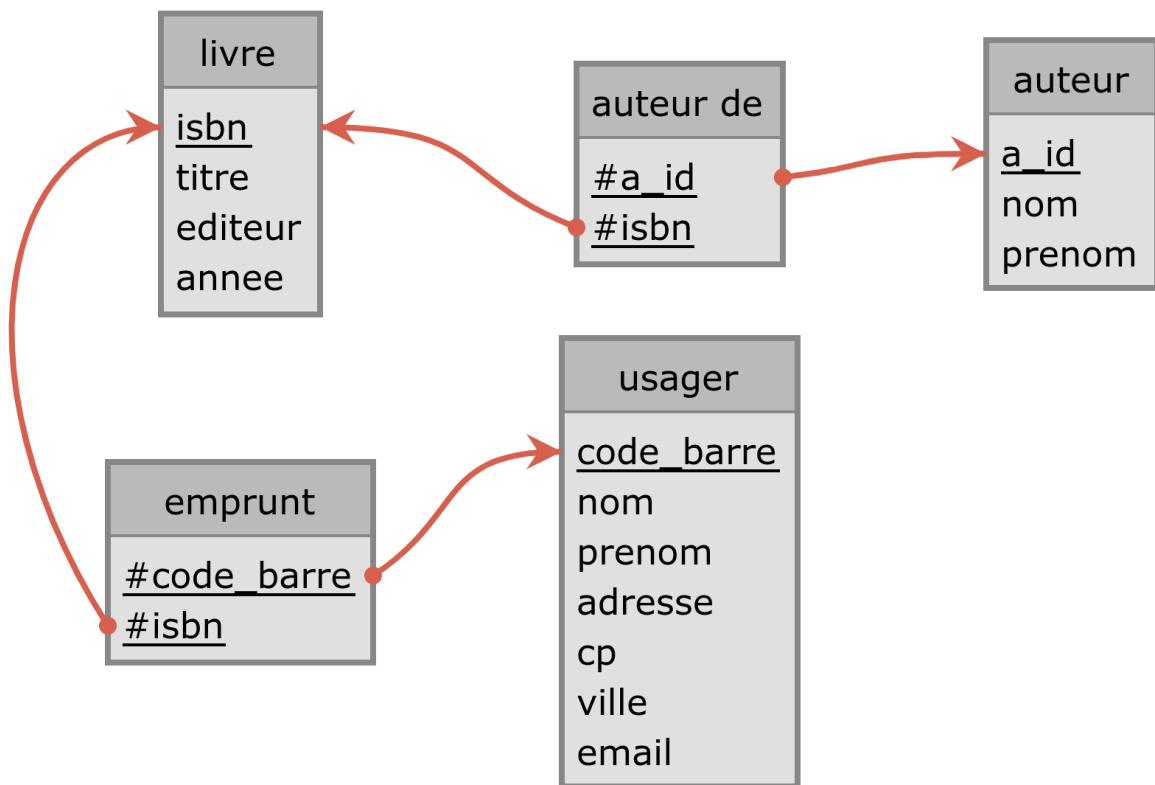 livre
isbn
titre
editeur
annee
auteur de
#a_id
#isbn
auteur
a_id
nom
prenom
emprunt
#code_barre
#isbn
usager
code_barre
nom
prenom
adresse
cp
ville
email